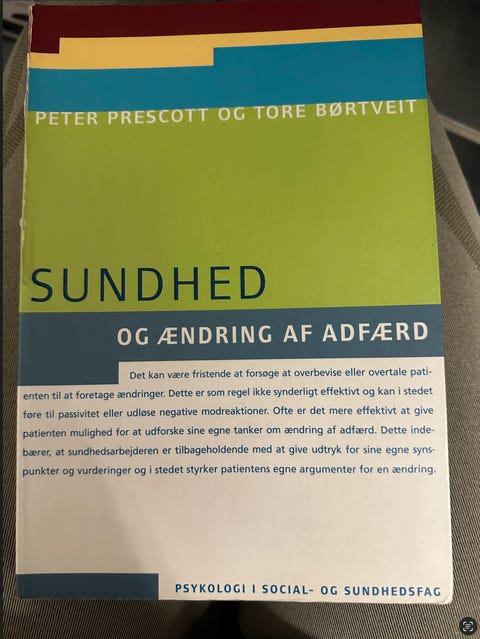 PETER PRESCOTT OG TORE BØRTVEIT
SUNDHED
OG ÆNDRING AF ADFÆRD
Det kan være fristende at forsøge at overbevise eller overtale pati-
enten til at foretage ændringer. Dette er som regel ikke synderligt effektivt og kan i stedet
føre til passivitet eller udløse negative modreaktioner. Ofte er det mere effektivt at give
patienten mulighed for at udforske sine egne tanker om ændring af adfærd. Dette inde-
bærer, at sundhedsarbejderen er tilbageholdende med at give udtryk for sine egne syns-
punkter og vurderinger og i stedet styrker patientens egne argumenter for en ændring.
PSYKOLOGI I SOCIAL- OG SUNDHEDSFAG